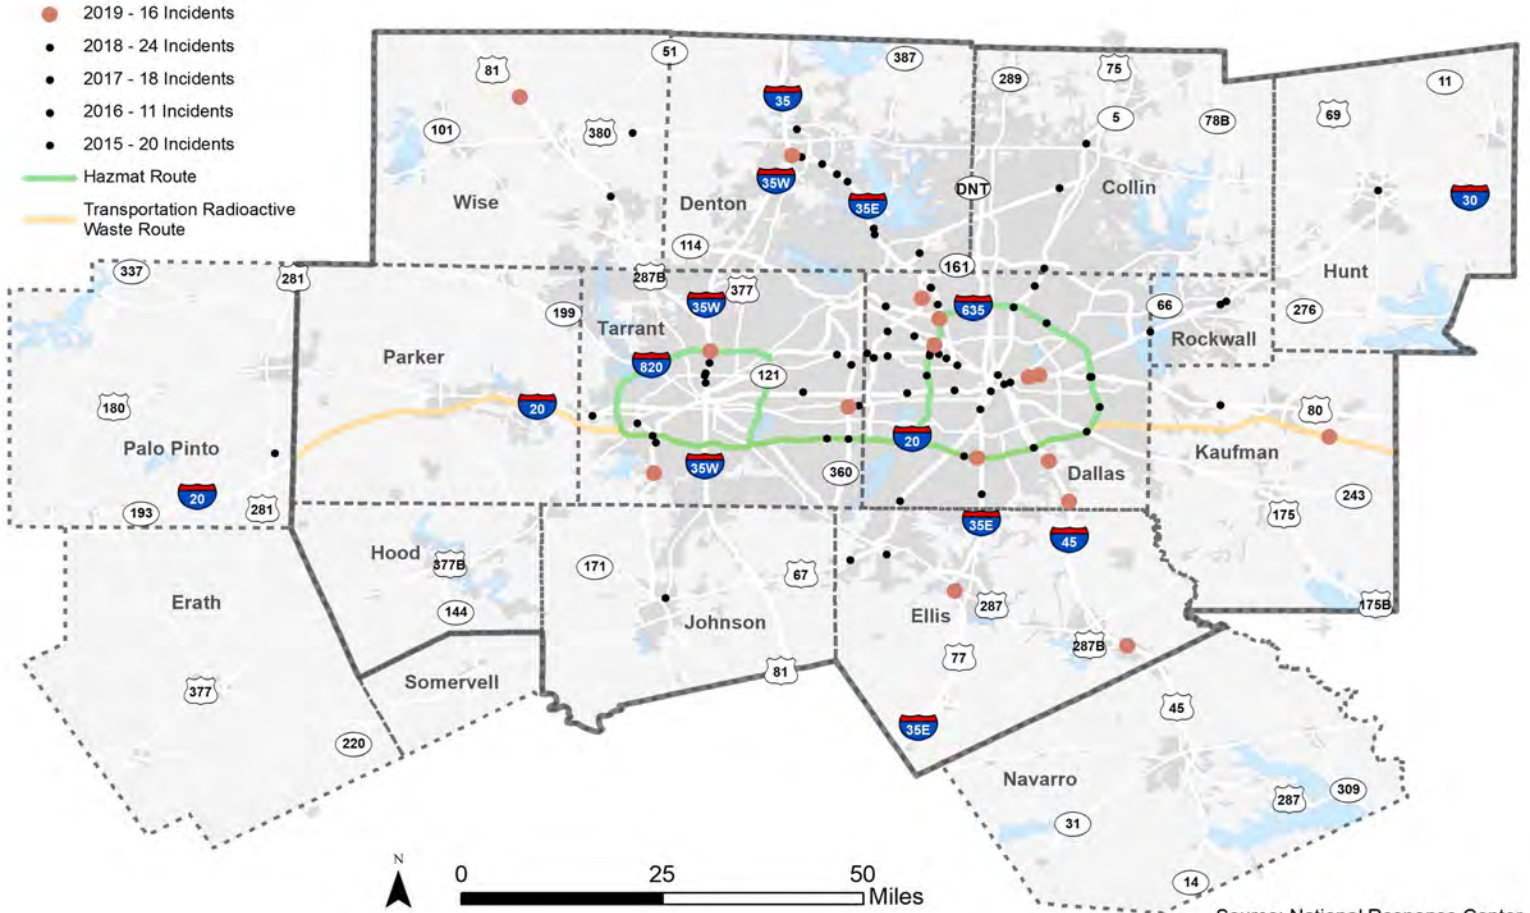 2019 - 16 Incidents
2018 - 24 Incidents
2017 - 18 Incidents
2016 - 11 Incidents
2015 - 20 Incidents
Hazmat Route
Transportation Radioactive
Waste Route
51
387
81
289
75
11
35
69
5
78B
101
380
35W
DNT
Collin
30
Wise
Denton
35E
114
161
Hunt
337
281
287B
377
199
35W
635
66
276
Tarrant
Rockwall
Parker
820
121
180
20
80
Palo Pinto
20
Kaufman
35W
360
Dallas
20
193
281
243
175
35E
45
Hood
377B
171
67
Erath
144
Johnson
Ellis
287
175B
287B
77
81
Somervell
377
45
35E
220
Navarro
287
309
31
14
N
0
25
50
Miles
Source: National Response Center